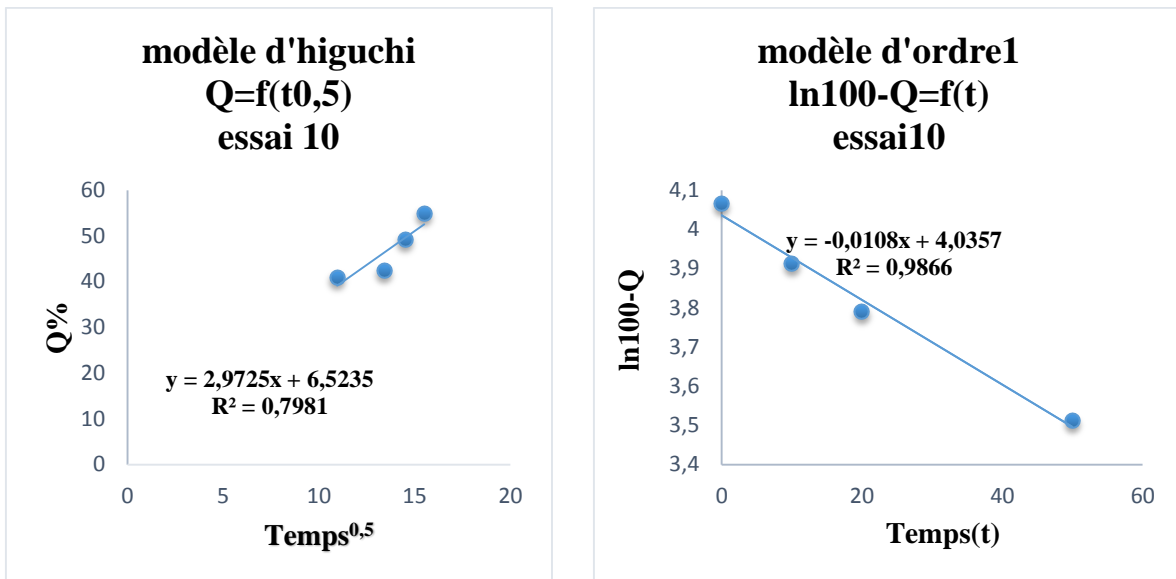 modèle d'higuchi
Q=f(t0,5)
essai 10
60
50
40
30
20
10
0
Q%
y = 2,9725x + 6,5235
R² = 0,7981
0 5 10 15 20
Temps⁰,⁵
modèle d'ordre1
ln100-Q=f(t)
essai10
4,1
4
3,9
3,8
3,7
3,6
3,5
3,4
ln100-Q
y = -0,0108x + 4,0357
R² = 0,9866
0 20 40 60
Temps(t)